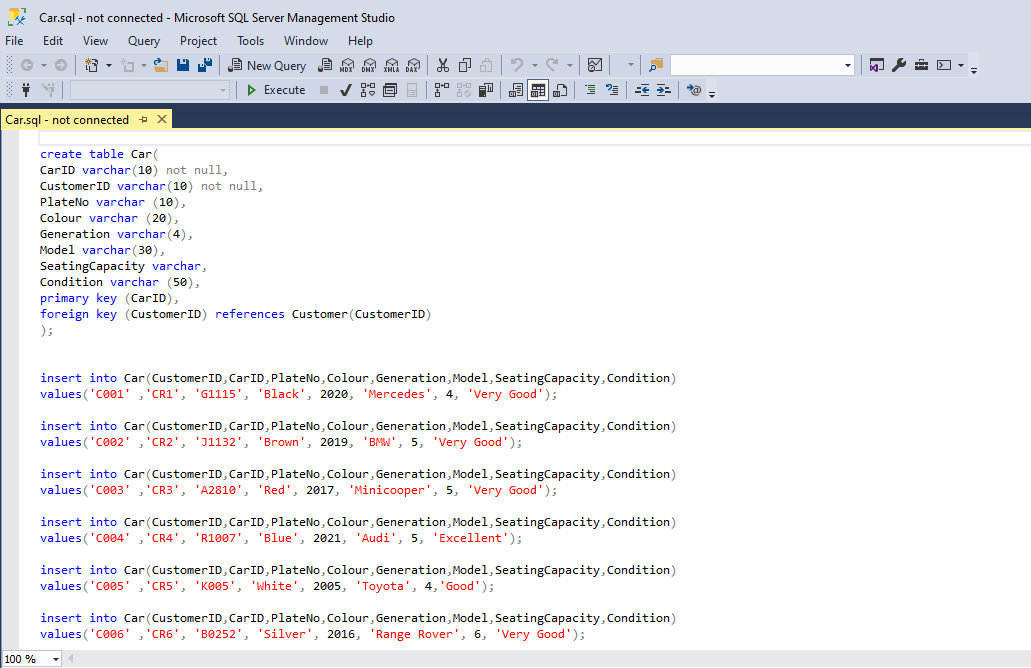 Car.sql - not connected - Microsoft SQL Server Management Studio
File Edit View Query Project Tools Window Help
New Query MDX DMX XMLA DAX
Execute
Car.sql - not connected
create table Car(
CarID varchar(10) not null,
CustomerID varchar(10) not null,
PlateNo varchar (10),
Colour varchar (20),
Generation varchar(4),
Model varchar(30),
SeatingCapacity varchar,
Condition varchar (50),
primary key (CarID),
foreign key (CustomerID) references Customer(CustomerID)
);
insert into Car(CustomerID,CarID,PlateNo,Colour,Generation,Model,SeatingCapacity,Condition)
values('C001' ,'CR1', 'G1115', 'Black', 2020, 'Mercedes', 4, 'Very Good');
insert into Car(CustomerID,CarID,PlateNo,Colour,Generation,Model,SeatingCapacity,Condition)
values('C002' ,'CR2', 'J1132', 'Brown', 2019, 'BMW', 5, 'Very Good');
insert into Car(CustomerID,CarID,PlateNo,Colour,Generation,Model,SeatingCapacity,Condition)
values('C003' ,'CR3', 'A2810', 'Red', 2017, 'Minicooper', 5, 'Very Good');
insert into Car(CustomerID,CarID,PlateNo,Colour,Generation,Model,SeatingCapacity,Condition)
values('C004' ,'CR4', 'R1007', 'Blue', 2021, 'Audi', 5, 'Excellent');
insert into Car(CustomerID,CarID,PlateNo,Colour,Generation,Model,SeatingCapacity,Condition)
values('C005' ,'CR5', 'K005', 'White', 2005, 'Toyota', 4,'Good');
insert into Car(CustomerID,CarID,PlateNo,Colour,Generation,Model,SeatingCapacity,Condition)
values('C006' ,'CR6', 'B0252', 'Silver', 2016, 'Range Rover', 6, 'Very Good');
100 %